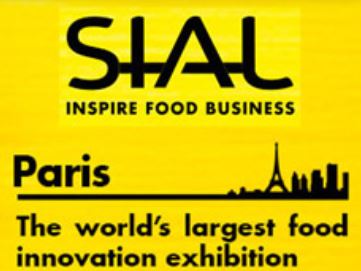 SIAL
INSPIRE FOOD BUSINESS
Paris
The world's largest food
innovation exhibition